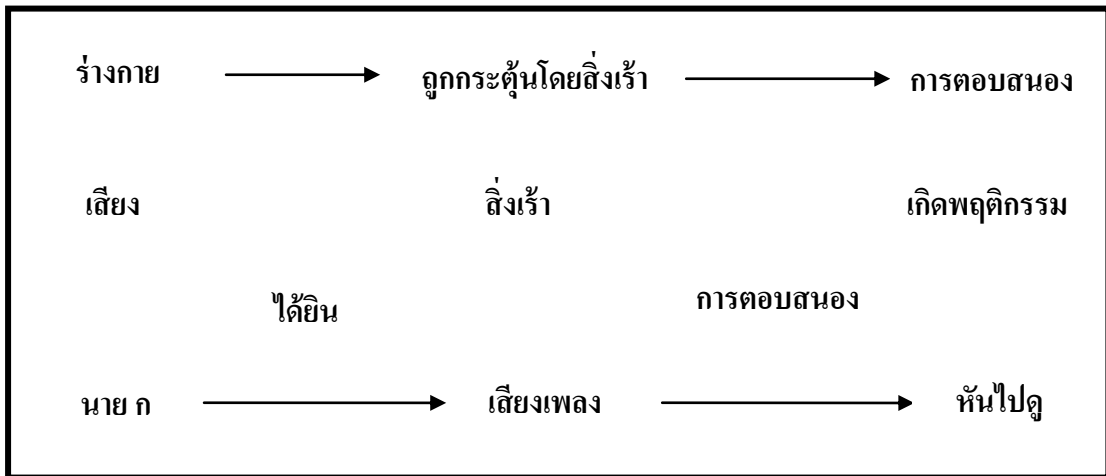 ร่างกาย ถูกกระตุ้นโดยสิ่งเร้า การตอบสนอง
เสียง สิ่งเร้า เกิดพฤติกรรม
ได้ยิน การตอบสนอง
นาย ก เสียงเพลง หันไปดู